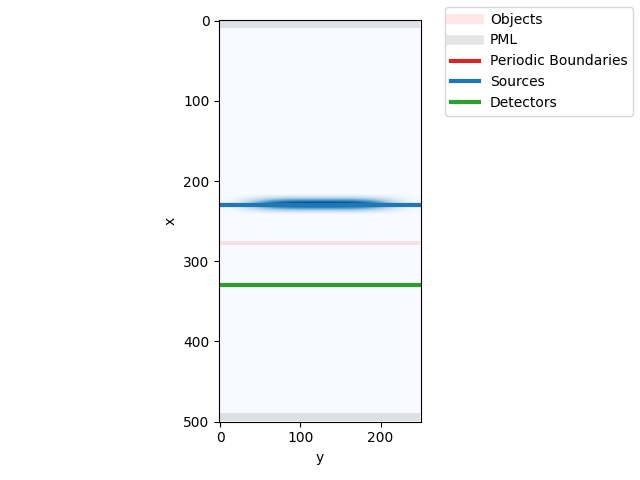 Objects
PML
Periodic Boundaries
Sources
Detectors
0
100
200
300
400
500
x
0
100
200
y